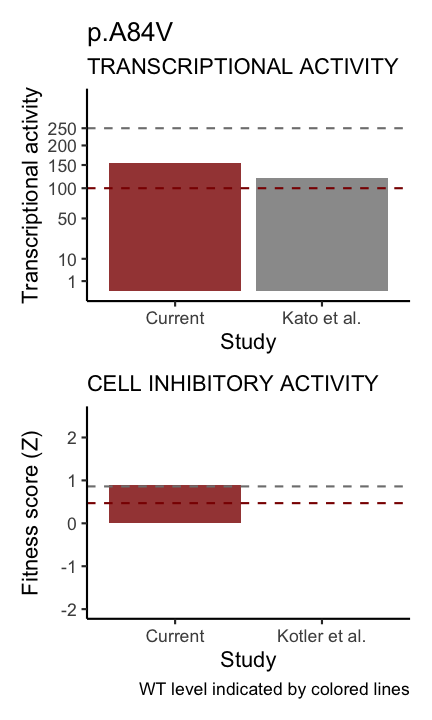 p.A84V
TRANSCRIPTIONAL ACTIVITY
Transcriptional activity
250
200
150
100
50
10
1
Current
Kato et al.
Study
CELL INHIBITORY ACTIVITY
Fitness score (Z)
2
1
0
-1
-2
Current
Kotler et al.
Study
WT level indicated by colored lines